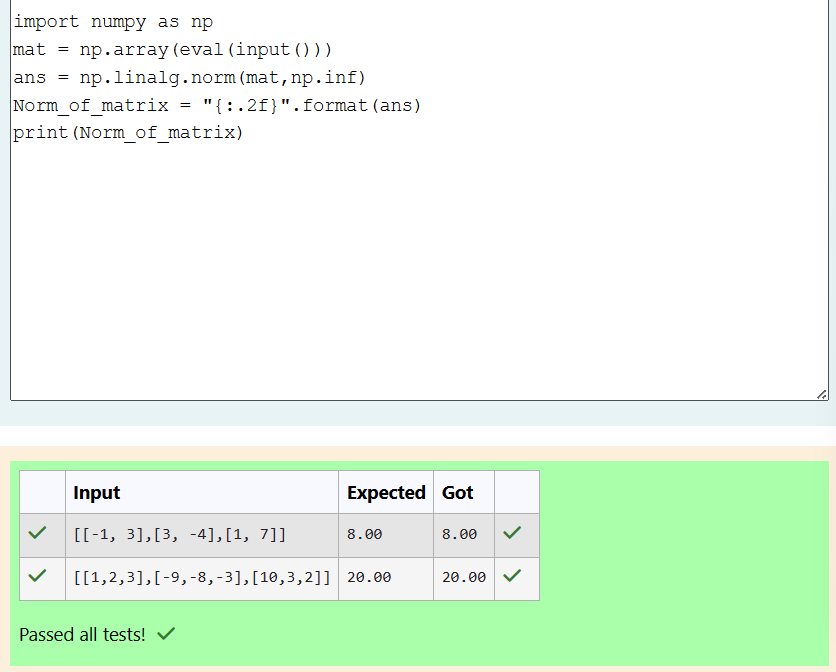 import numpy as np
mat = np.array(eval(input()))
ans = np.linalg.norm(mat,np.inf)
Norm_of_matrix = "{:.2f}".format(ans)
print(Norm_of_matrix)
Input Expected Got
[[-1, 3],[3, -4],[1, 7]] 8.00 8.00
[[1,2,3],[-9,-8,-3],[10,3,2]] 20.00 20.00
Passed all tests!